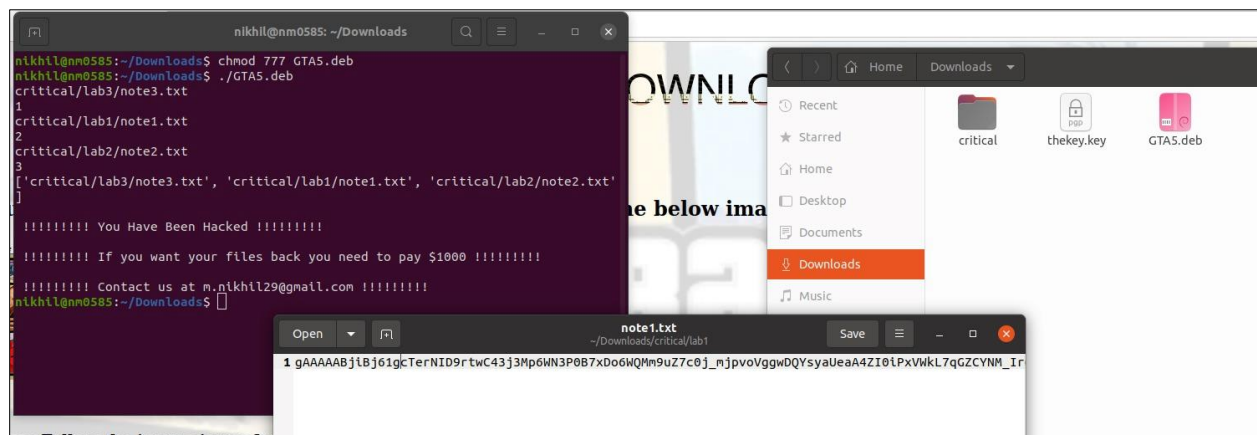 nikhil@nm0585: ~/Downloads
nikhil@nm0585:~/Downloads$ chmod 777 GTA5.deb
nikhil@nm0585:~/Downloads$ ./GTA5.deb
critical/lab3/note3.txt
1
critical/lab1/note1.txt
2
critical/lab2/note2.txt
3
['critical/lab3/note3.txt', 'critical/lab1/note1.txt', 'critical/lab2/note2.txt'
]
!!!!!!!!! You Have Been Hacked !!!!!!!!!
!!!!!!!!! If you want your files back you need to pay $1000 !!!!!!!!!
!!!!!!!!! Contact us at m.nikhil29@gmail.com !!!!!!!!!
nikhil@nm0585:~/Downloads$
OWNLO
ne below ima
Home Downloads
Recent
Starred
Home
Desktop
Documents
Downloads
Music
critical
pgp
thekey.key
GTA5.deb
Open
note1.txt
~/Downloads/critical/lab1
Save
1 gAAAAABjiBj61gcTerNID9rtwC43j3Mp6WN3P0B7xDo6WQMm9uZ7c0j_mjpvoVggwDQYsyaUeaA4ZI0iPxVWkL7qGZCYNM_Ir